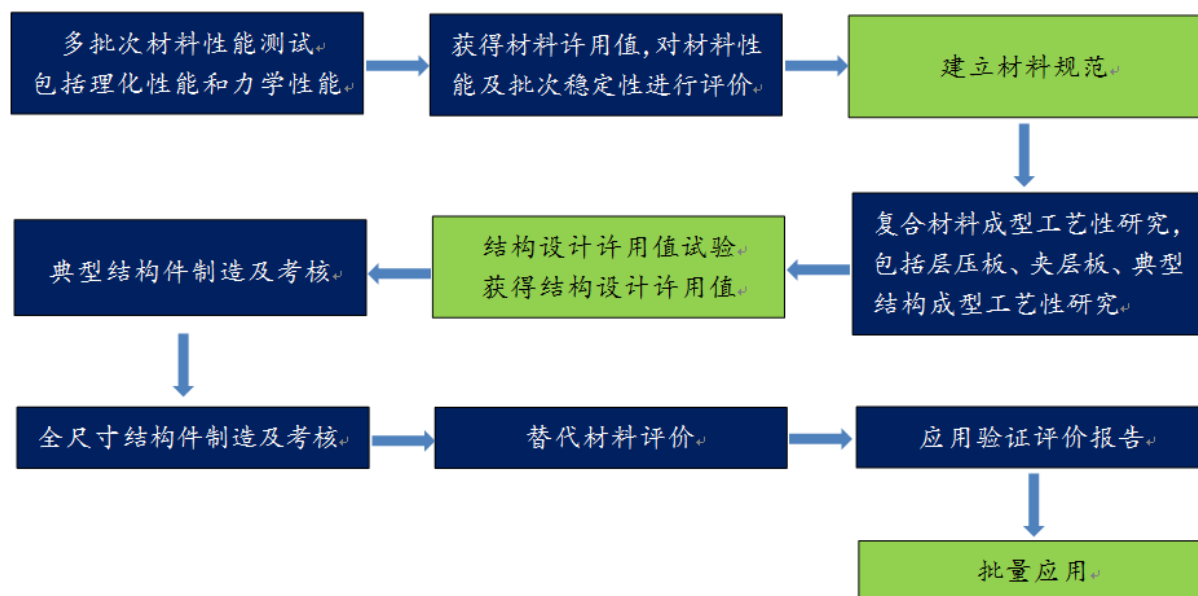 多批次材料性能测试
包括理化性能和力学性能
获得材料许用值,对材料性
能及批次稳定性进行评价
建立材料规范
复合材料成型工艺性研究,
包括层压板、夹层板、典型
结构成型工艺性研究
结构设计许用值试验
获得结构设计许用值
典型结构件制造及考核
全尺寸结构件制造及考核
替代材料评价
应用验证评价报告
批量应用